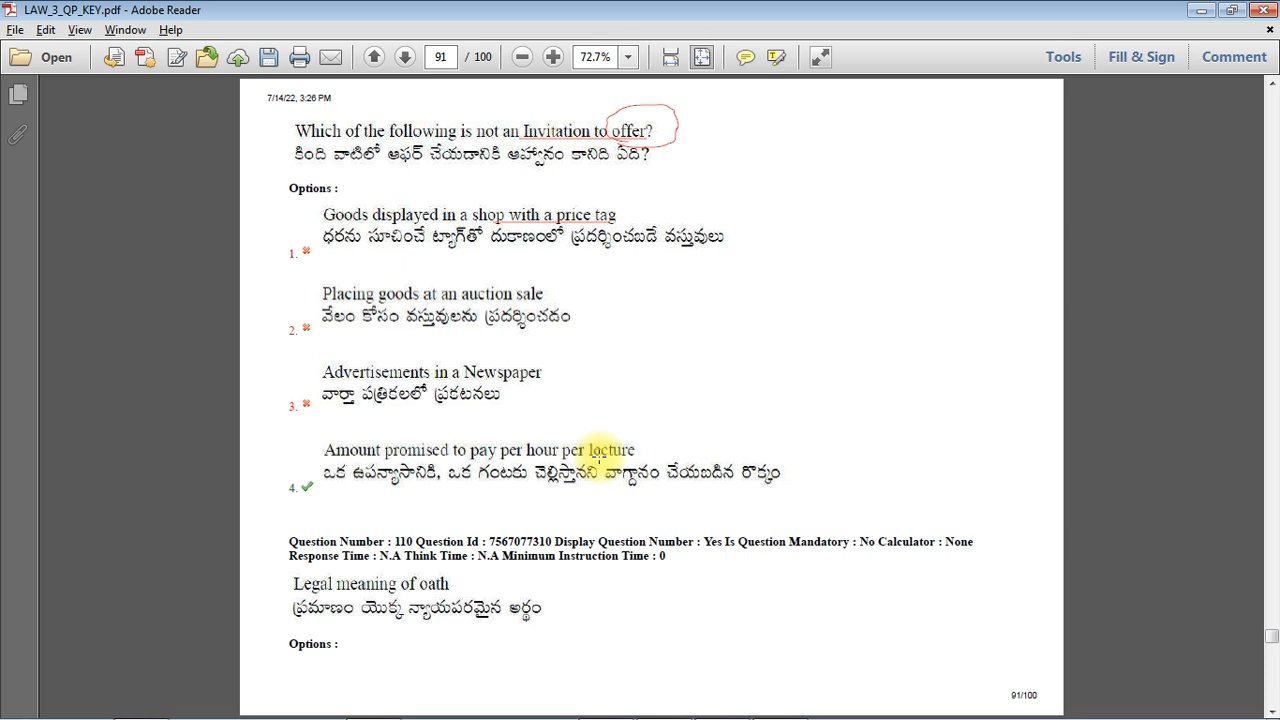 LAW_3_QP_KEY.pdf - Adobe Reader
File Edit View Window Help
Open 91 / 100 72.7% Tools Fill & Sign Comment
7/14/22, 3:26 PM
Which of the following is not an Invitation to offer?
కింది వాటిలో ఆఫర్ చేయడానికి ఆహ్వానం కానిది ఏది?
Options :
Goods displayed in a shop with a price tag
ధరను సూచించే ట్యాగ్‌తో దుకాణంలో ప్రదర్శించబడే వస్తువులు
1.
Placing goods at an auction sale
వేలం కోసం వస్తువులను ప్రదర్శించడం
2.
Advertisements in a Newspaper
వార్తా పత్రికలలో ప్రకటనలు
3.
Amount promised to pay per hour per lecture
ఒక ఉపన్యాసానికి, ఒక గంటకు చెల్లిస్తానని వాగ్దానం చేయబడిన రొక్కం
4.
Question Number : 110 Question Id : 7567077310 Display Question Number : Yes Is Question Mandatory : No Calculator : None
Response Time : N.A Think Time : N.A Minimum Instruction Time : 0
Legal meaning of oath
ప్రమాణం యొక్క న్యాయపరమైన అర్థం
Options :
91/100